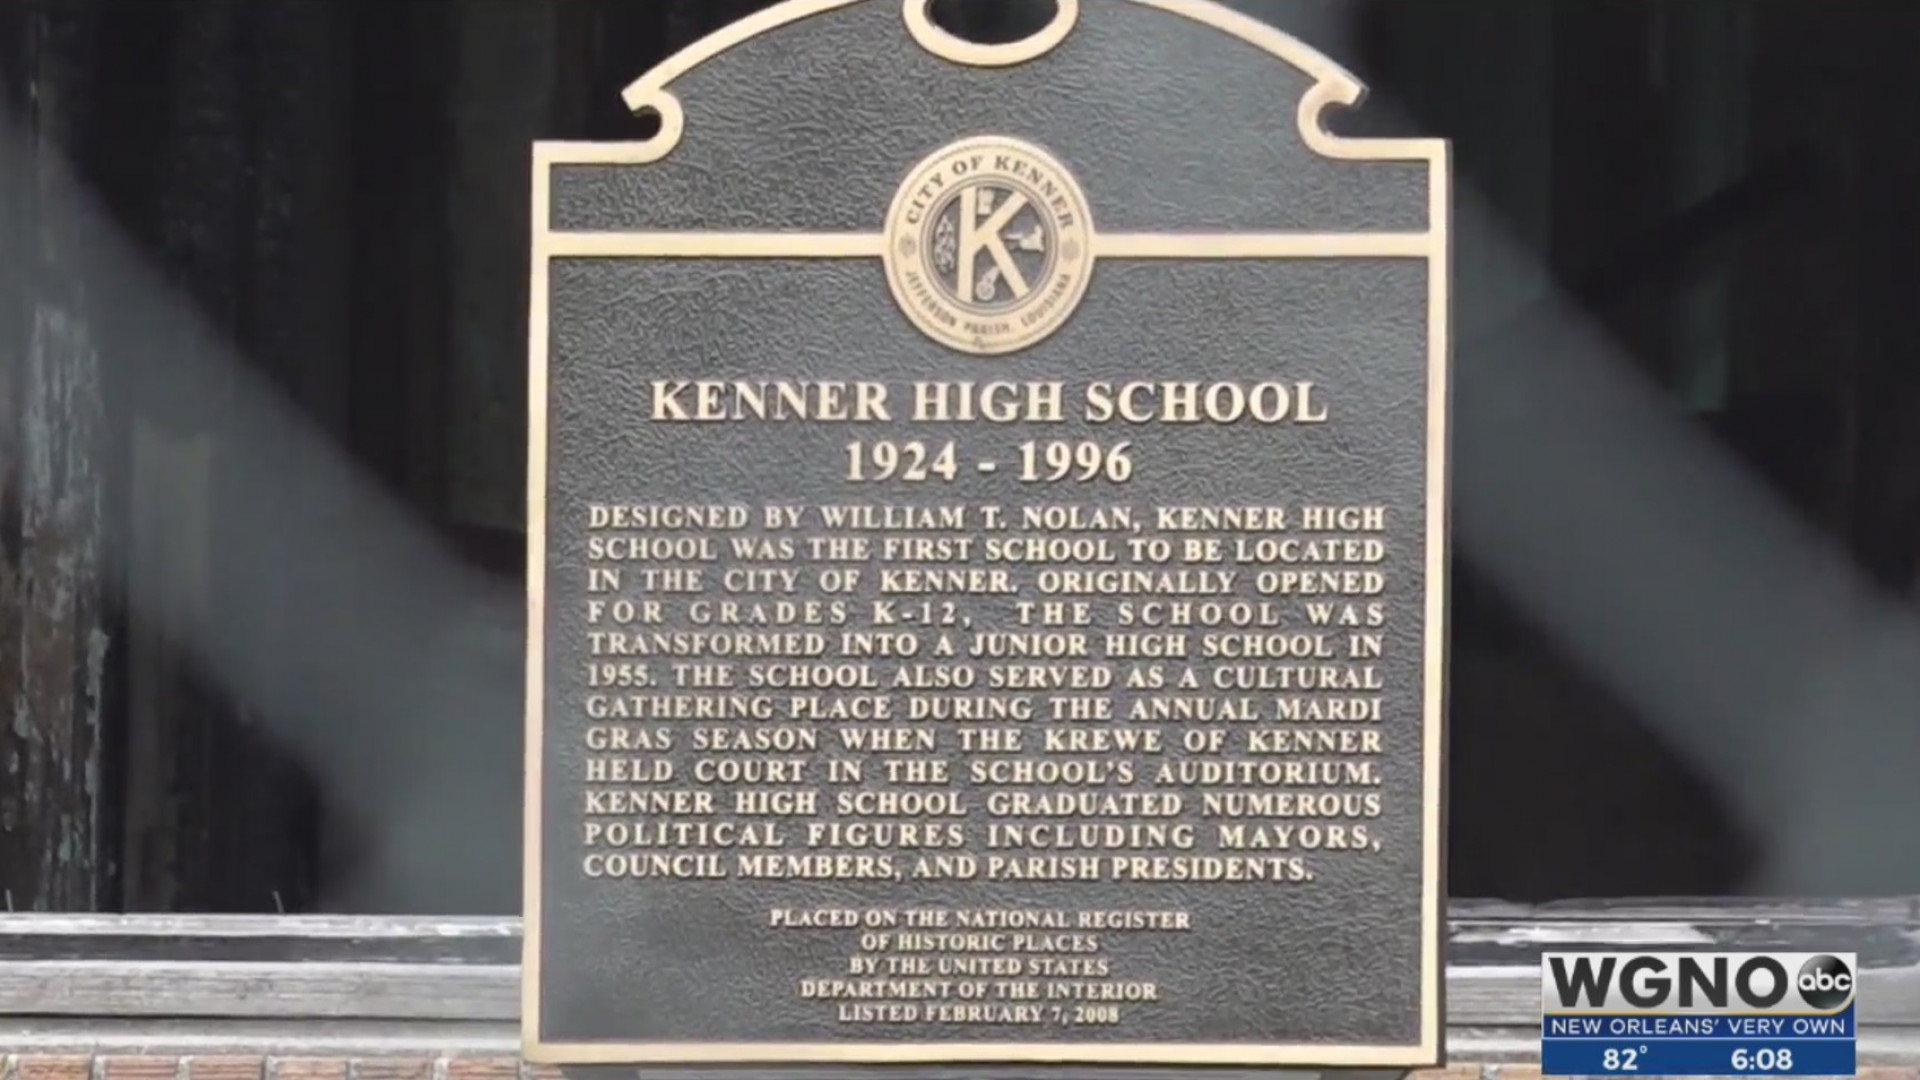 CITY OF KENNER
K
JEFFERSON PARISH, LOUISIANA
KENNER HIGH SCHOOL
1924 - 1996
DESIGNED BY WILLIAM T. NOLAN, KENNER HIGH
SCHOOL WAS THE FIRST SCHOOL TO BE LOCATED
IN THE CITY OF KENNER. ORIGINALLY OPENED
FOR GRADES K-12, THE SCHOOL WAS
TRANSFORMED INTO A JUNIOR HIGH SCHOOL IN
1955. THE SCHOOL ALSO SERVED AS A CULTURAL
GATHERING PLACE DURING THE ANNUAL MARDI
GRAS SEASON WHEN THE KREWE OF KENNER
HELD COURT IN THE SCHOOL'S AUDITORIUM.
KENNER HIGH SCHOOL GRADUATED NUMEROUS
POLITICAL FIGURES INCLUDING MAYORS,
COUNCIL MEMBERS, AND PARISH PRESIDENTS.
PLACED ON THE NATIONAL REGISTER
OF HISTORIC PLACES
BY THE UNITED STATES
DEPARTMENT OF THE INTERIOR
LISTED FEBRUARY 7, 2008
WGNO abc
NEW ORLEANS' VERY OWN
82° 6:08